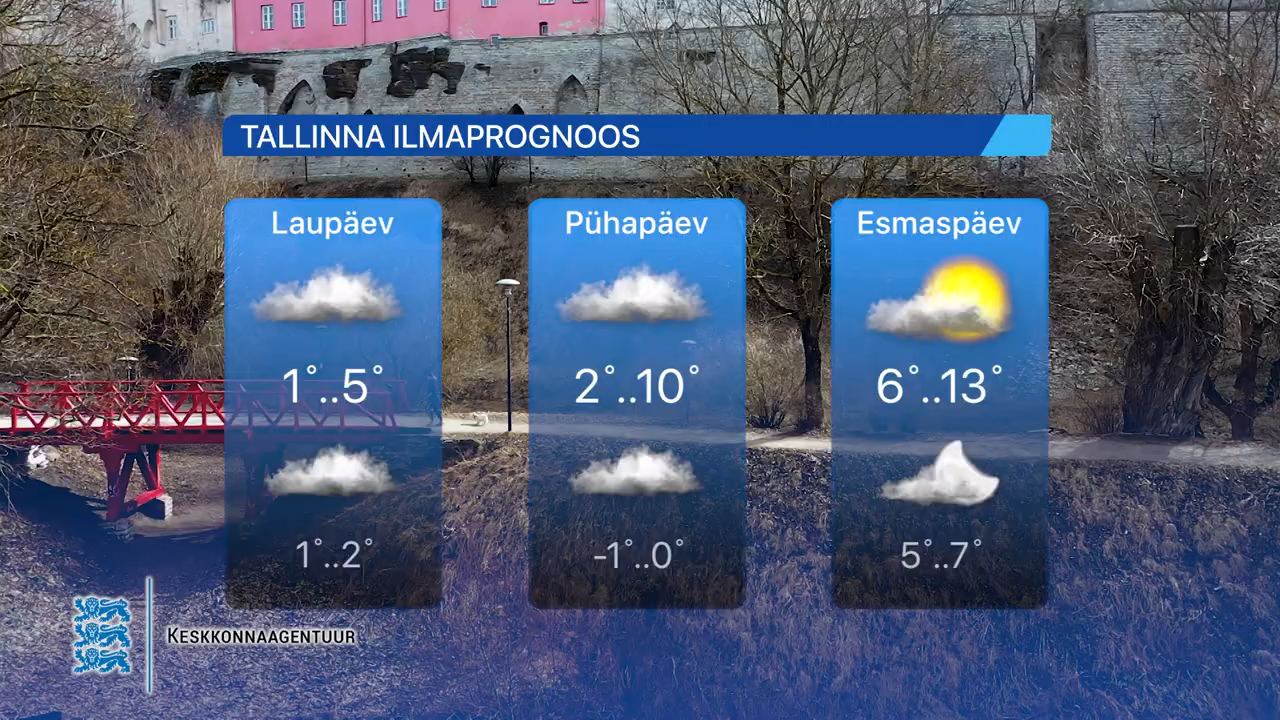 TALLINNA ILMAPROGNOOS
Laupäev
1°..5°
1°..2°
Pühapäev
2°..10°
-1°..0°
Esmaspäev
6°..13°
5°..7°
KESKKONNAAGENTUUR